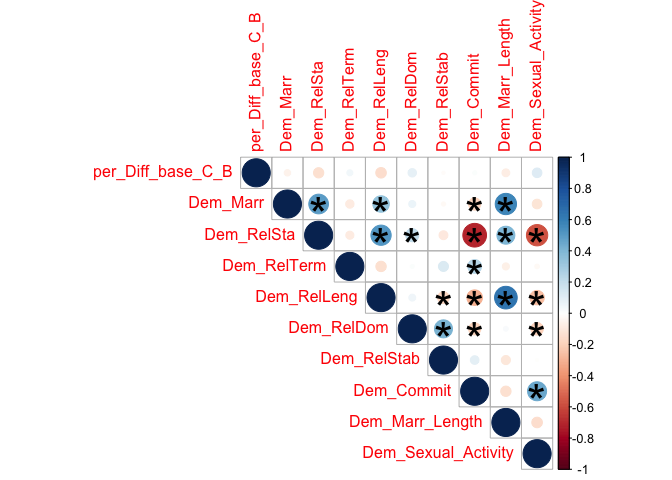 per_Diff_base_C_B
Dem_Marr
Dem_RelSta
Dem_RelTerm
Dem_RelLeng
Dem_RelDom
Dem_RelStab
Dem_Commit
Dem_Marr_Length
Dem_Sexual_Activity
per_Diff_base_C_B
Dem_Marr
Dem_RelSta
Dem_RelTerm
Dem_RelLeng
Dem_RelDom
Dem_RelStab
Dem_Commit
Dem_Marr_Length
Dem_Sexual_Activity
1
0.8
0.6
0.4
0.2
0
-0.2
-0.4
-0.6
-0.8
-1